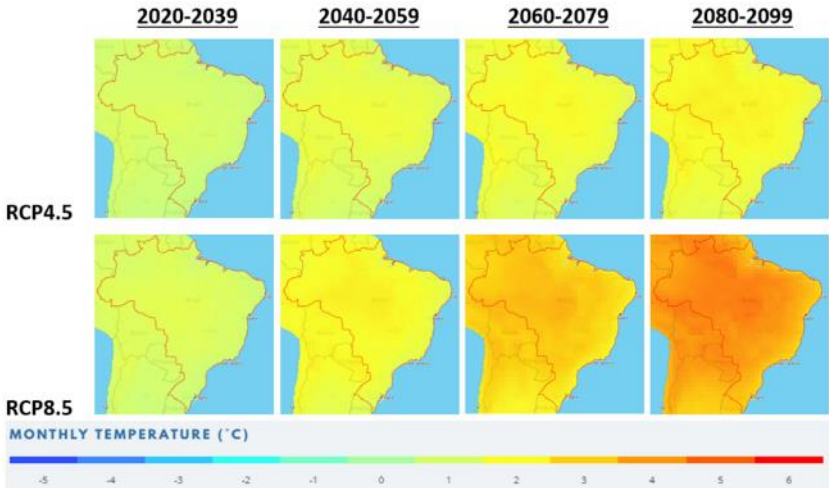 2020-2039 2040-2059 2060-2079 2080-2099
RCP4.5
RCP8.5
MONTHLY TEMPERATURE (°C)
-5 -4 -3 -2 -1 0 1 2 3 4 5 6